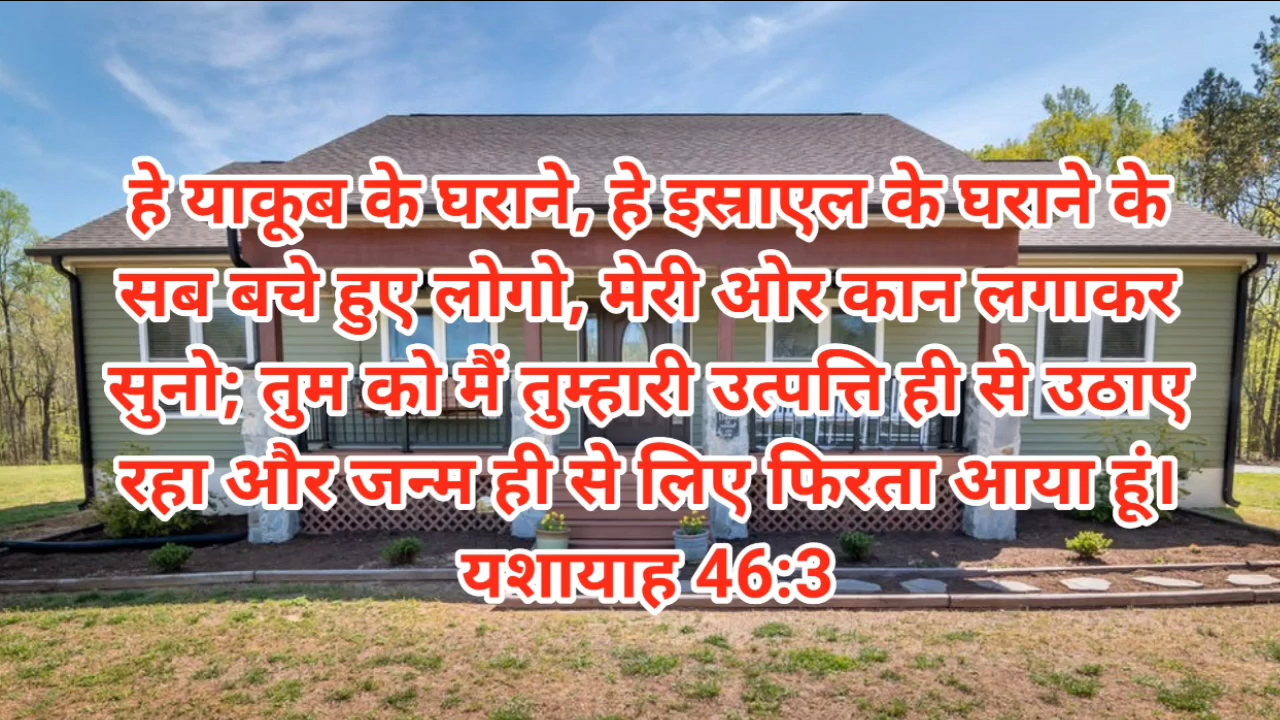 हे याकूब के घराने, हे इस्राएल के घराने के
सब बचे हुए लोगो, मेरी ओर कान लगाकर
सुनो; तुम को मैं तुम्हारी उत्पत्ति ही से उठाए
रहा और जन्म ही से लिए फिरता आया हूं।
यशायाह 46:3